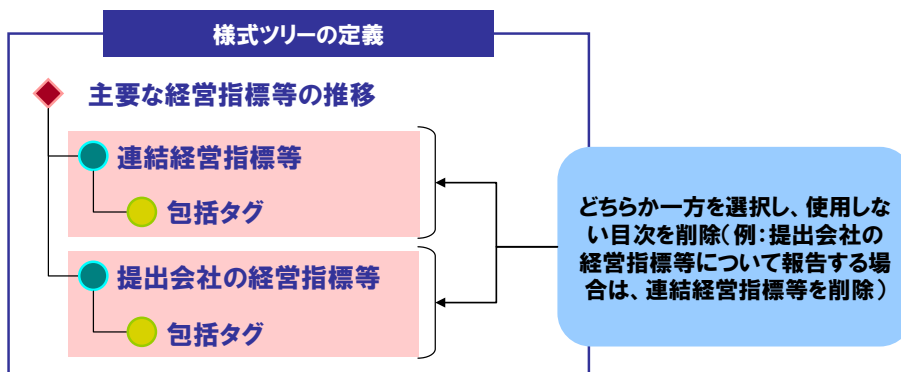 様式ツリーの定義
主要な経営指標等の推移
連結経営指標等
包括タグ
提出会社の経営指標等
包括タグ
どちらか一方を選択し、使用しな
い目次を削除（例：提出会社の
経営指標等について報告する場
合は、連結経営指標等を削除）